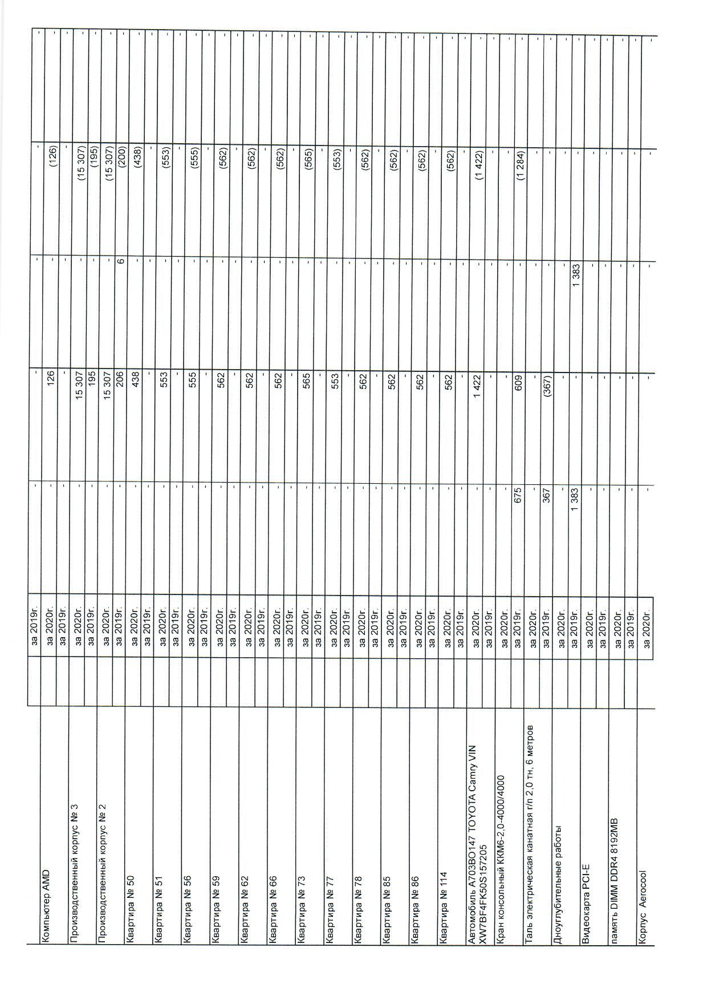 за 2019г. - - - - -
Компьютер AMD за 2020г. - 126 - (126) -
за 2019г. - - - - -
Производственный корпус № 3 за 2020г. - 15 307 - (15 307) -
за 2019г. - 195 - (195) -
Производственный корпус № 2 за 2020г. - 15 307 - (15 307) -
за 2019г. - 206 6 (200) -
Квартира № 50 за 2020г. - 438 - (438) -
за 2019г. - - - - -
Квартира № 51 за 2020г. - 553 - (553) -
за 2019г. - - - - -
Квартира № 56 за 2020г. - 555 - (555) -
за 2019г. - - - - -
Квартира № 59 за 2020г. - 562 - (562) -
за 2019г. - - - - -
Квартира № 62 за 2020г. - 562 - (562) -
за 2019г. - - - - -
Квартира № 66 за 2020г. - 562 - (562) -
за 2019г. - - - - -
Квартира № 73 за 2020г. - 565 - (565) -
за 2019г. - - - - -
Квартира № 77 за 2020г. - 553 - (553) -
за 2019г. - - - - -
Квартира № 78 за 2020г. - 562 - (562) -
за 2019г. - - - - -
Квартира № 85 за 2020г. - 562 - (562) -
за 2019г. - - - - -
Квартира № 86 за 2020г. - 562 - (562) -
за 2019г. - - - - -
Квартира № 114 за 2020г. - 562 - (562) -
за 2019г. - - - - -
Автомобиль А703ВО147 TOYOTA Camry VIN за 2020г. - 1 422 - (1 422) -
XW7BF4FK50S157205 за 2019г. - - - - -
Кран консольный ККМ6-2,0-4000/4000 за 2020г. - - - - -
за 2019г. 675 609 - (1 284) -
Таль электрическая канатная г/п 2,0 тн, 6 метров за 2020г. - - - - -
за 2019г. 367 (367) - - -
Дноуглубительные работы за 2020г. - - - - -
за 2019г. 1 383 - 1 383 - -
Видеокарта PCI-E за 2020г. - - - - -
за 2019г. - - - - -
память DIMM DDR4 8192MB за 2020г. - - - - -
за 2019г. - - - - -
Корпус Aerocool за 2020г. - - - - -